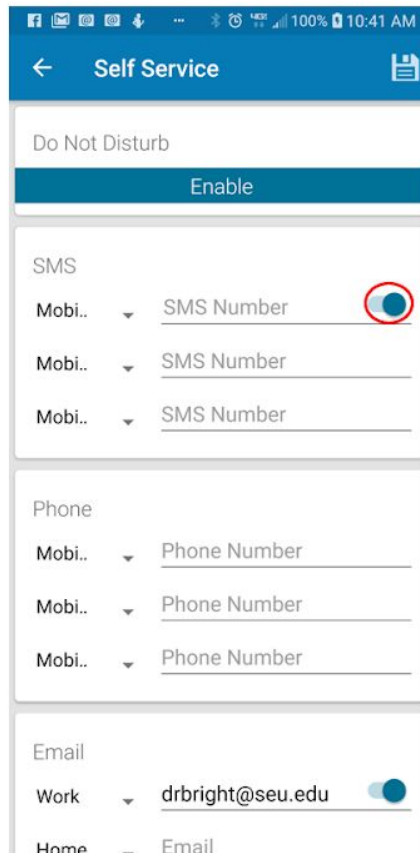 100% 10:41 AM
Self Service
Do Not Disturb
Enable
SMS
Mobi.. SMS Number
Mobi.. SMS Number
Mobi.. SMS Number
Phone
Mobi.. Phone Number
Mobi.. Phone Number
Mobi.. Phone Number
Email
Work drbright@seu.edu
Home Email